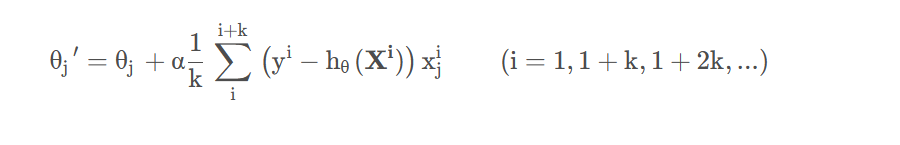 θⱼ′ = θⱼ + α 1/k ∑ᵢ^{i+k} (yⁱ − h_θ(𝐗ⁱ)) xⱼⁱ (i = 1, 1 + k, 1 + 2k, ...)